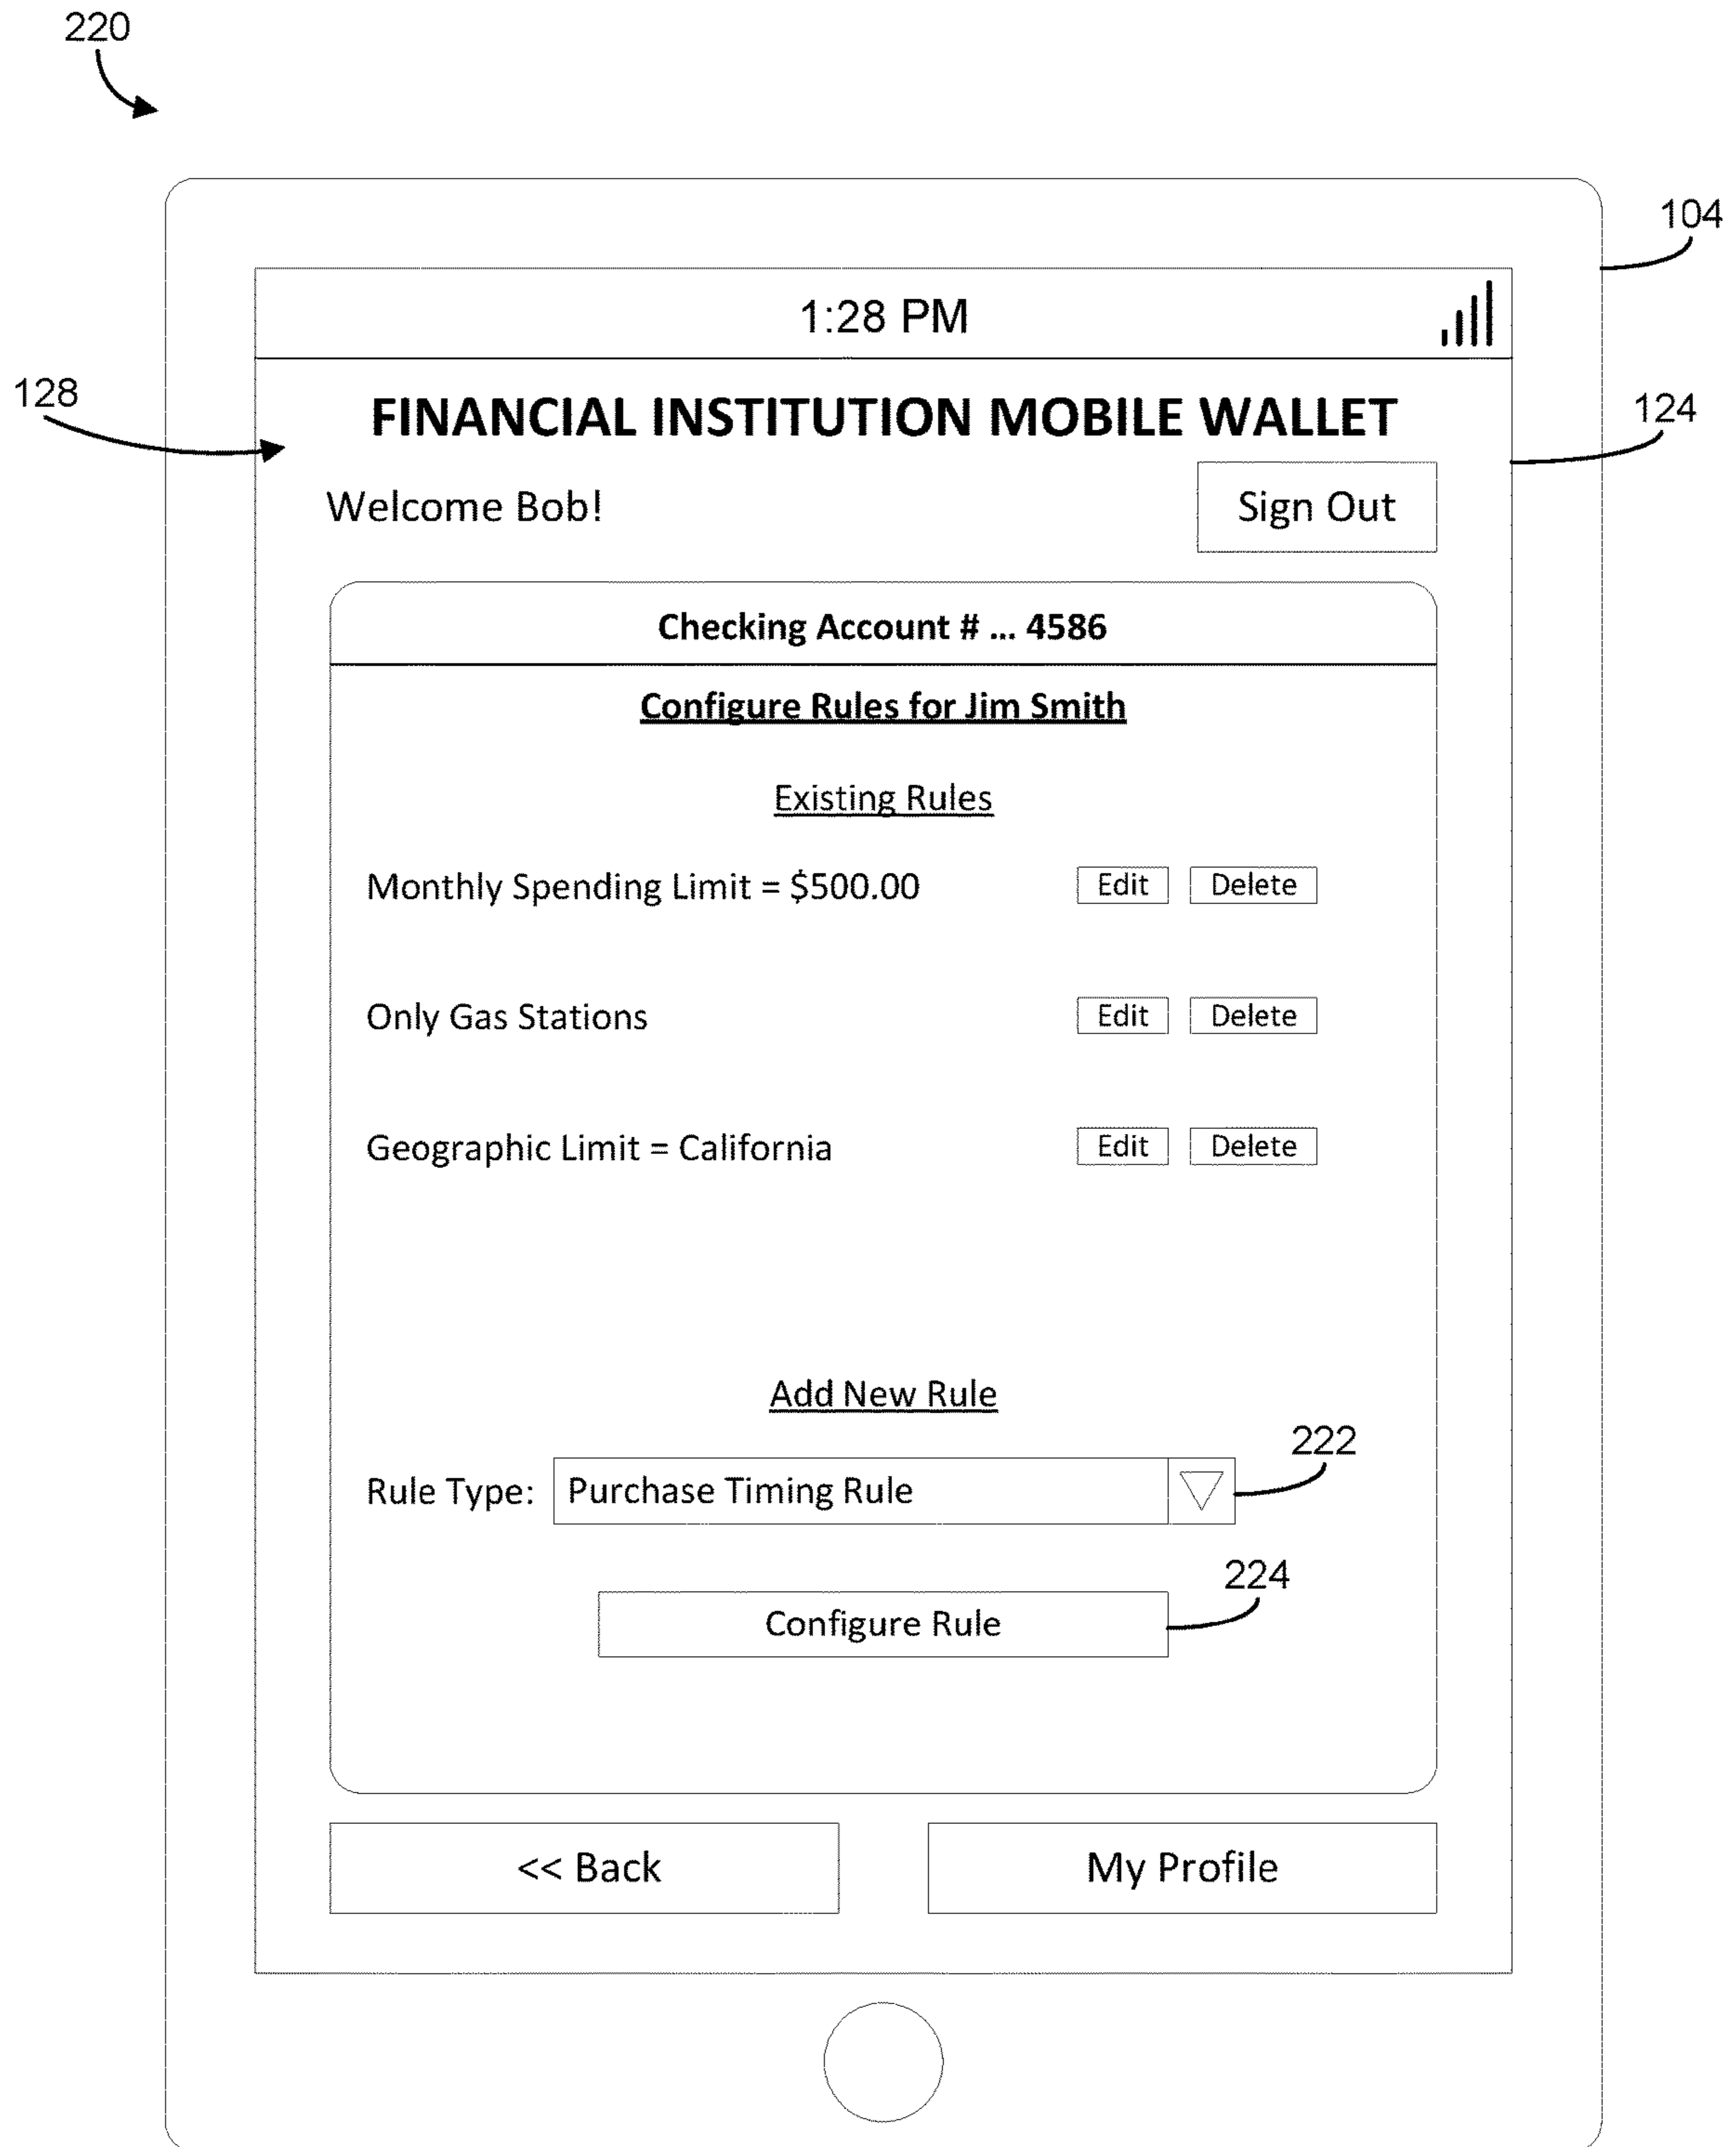 220
104
1:28 PM
128
FINANCIAL INSTITUTION MOBILE WALLET
124
Welcome Bob!
Sign Out
Checking Account # ... 4586
Configure Rules for Jim Smith
Existing Rules
Monthly Spending Limit = $500.00 Edit Delete
Only Gas Stations Edit Delete
Geographic Limit = California Edit Delete
Add New Rule
222
Rule Type: Purchase Timing Rule
224
Configure Rule
<< Back
My Profile